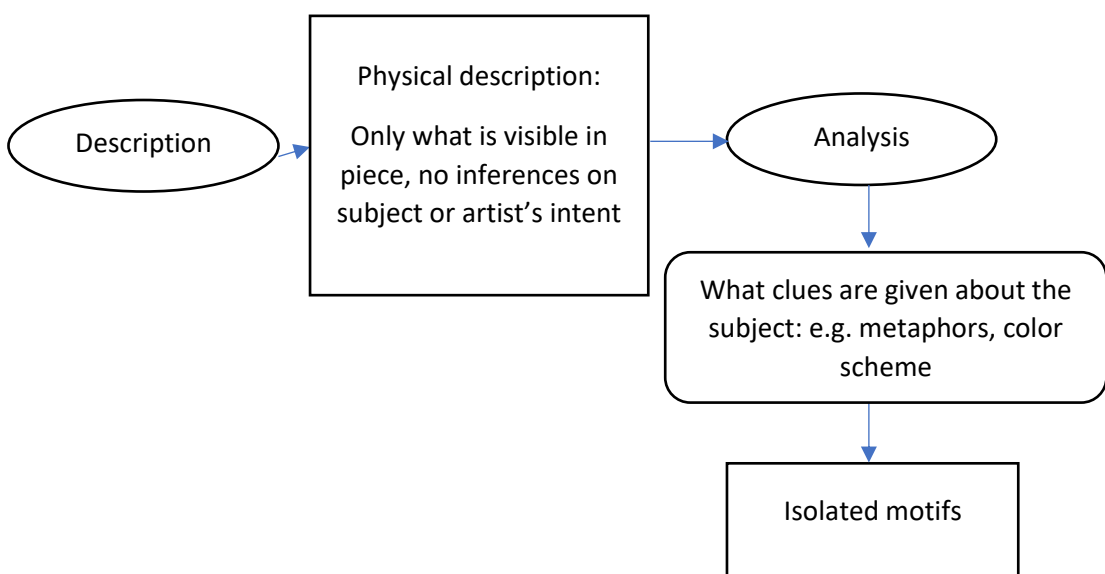 Description
Physical description:
Only what is visible in
piece, no inferences on
subject or artist’s intent
Analysis
What clues are given about the
subject: e.g. metaphors, color
scheme
Isolated motifs